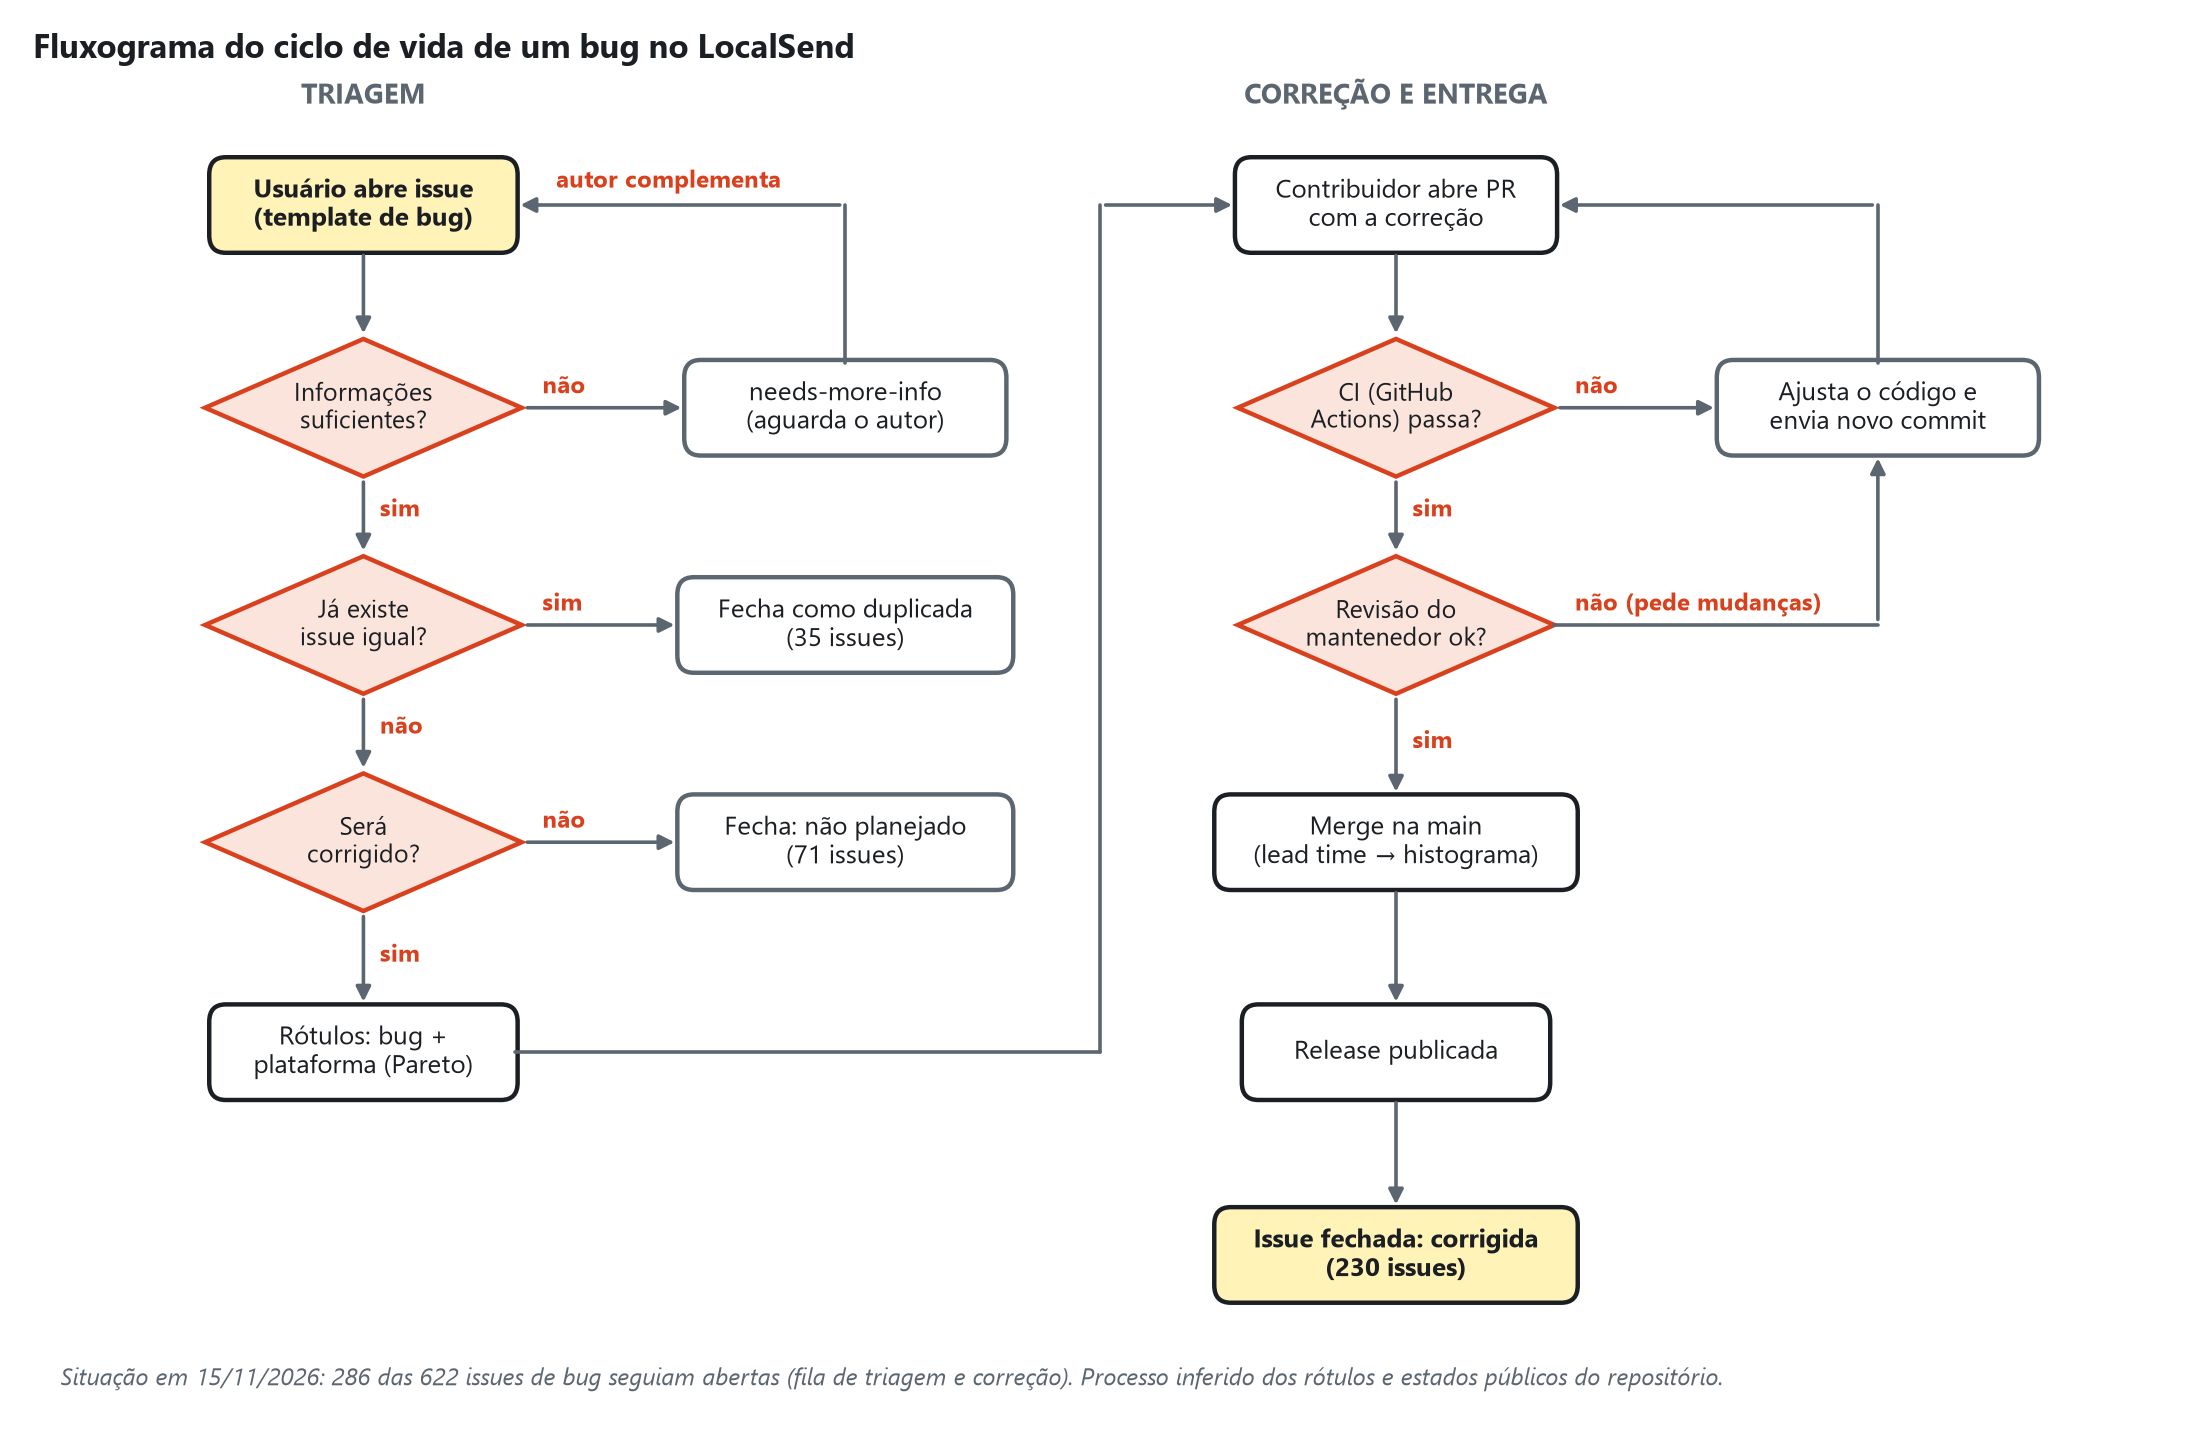 Fluxograma do ciclo de vida de um bug no LocalSend
TRIAGEM
Usuário abre issue
(template de bug)
autor complementa
Informações
suficientes?
não
needs-more-info
(aguarda o autor)
sim
Já existe
issue igual?
sim
Fecha como duplicada
(35 issues)
não
Será
corrigido?
não
Fecha: não planejado
(71 issues)
sim
Rótulos: bug +
plataforma (Pareto)
CORREÇÃO E ENTREGA
Contribuidor abre PR
com a correção
CI (GitHub
Actions) passa?
não
Ajusta o código e
envia novo commit
sim
Revisão do
mantenedor ok?
não (pede mudanças)
sim
Merge na main
(lead time → histograma)
Release publicada
Issue fechada: corrigida
(230 issues)
Situação em 15/11/2026: 286 das 622 issues de bug seguiam abertas (fila de triagem e correção). Processo inferido dos rótulos e estados públicos do repositório.